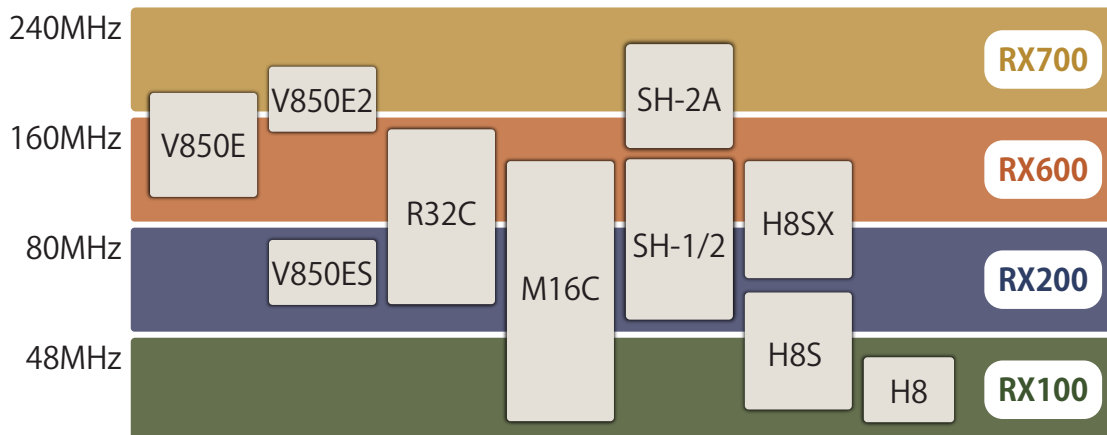 240MHz
RX700
V850E2
SH-2A
V850E
160MHz
RX600
R32C
H8SX
SH-1/2
80MHz
V850ES
RX200
M16C
48MHz
H8S
H8
RX100